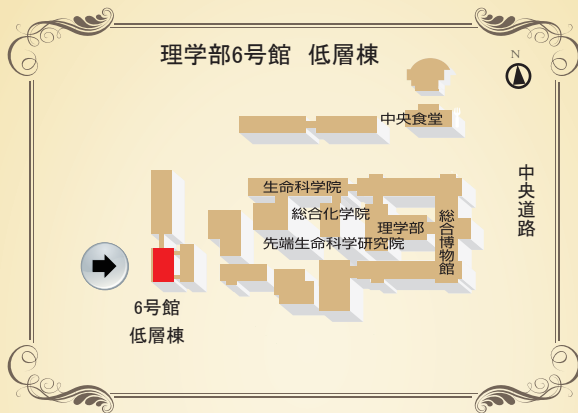 理学部6号館 低層棟
N
中央食堂
中央道路
生命科学院
総合化学院
理学部
総合博物館
先端生命科学研究院
6号館
低層棟